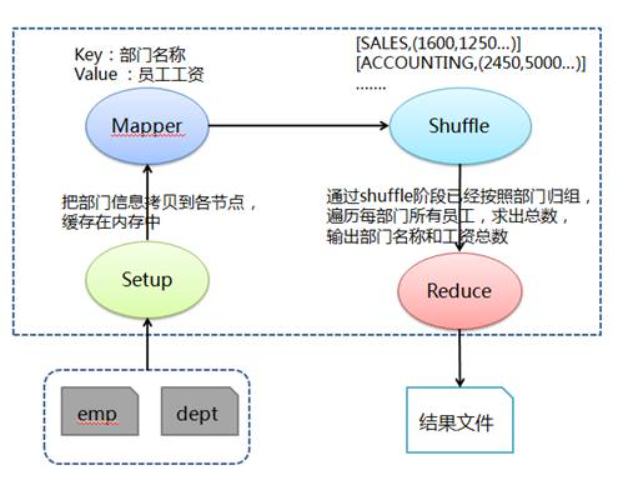 Key：部门名称
Value ：员工工资
[SALES,(1600,1250...)]
[ACCOUNTING,(2450,5000...)]
.......
Mapper
Shuffle
把部门信息拷贝到各节点，
缓存在内存中
通过shuffle阶段已经按照部门归组，
遍历每部门所有员工，求出总数，
输出部门名称和工资总数
Setup
Reduce
emp
dept
结果文件